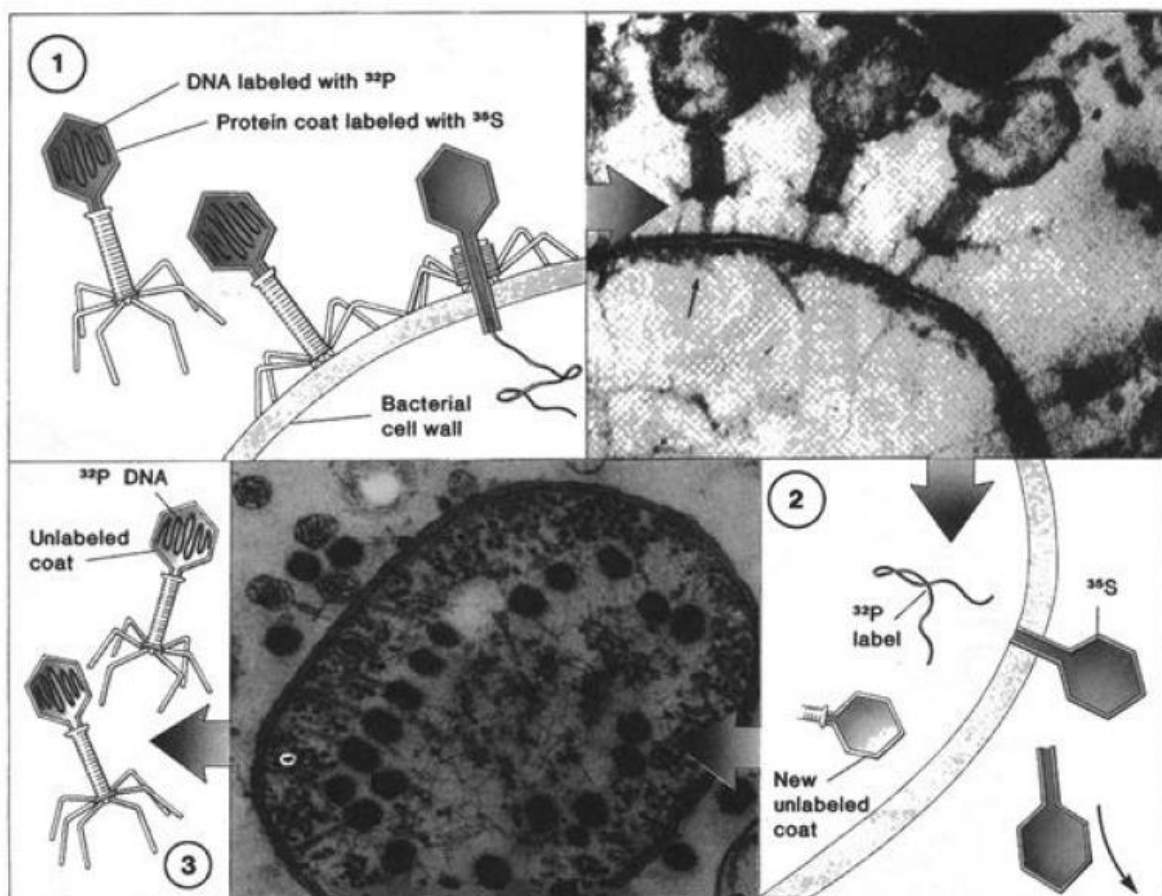 1
DNA labeled with ³²P
Protein coat labeled with ³⁵S
Bacterial
cell wall
2
³⁵S
³²P
label
New
unlabeled
coat
³²P DNA
Unlabeled
coat
3